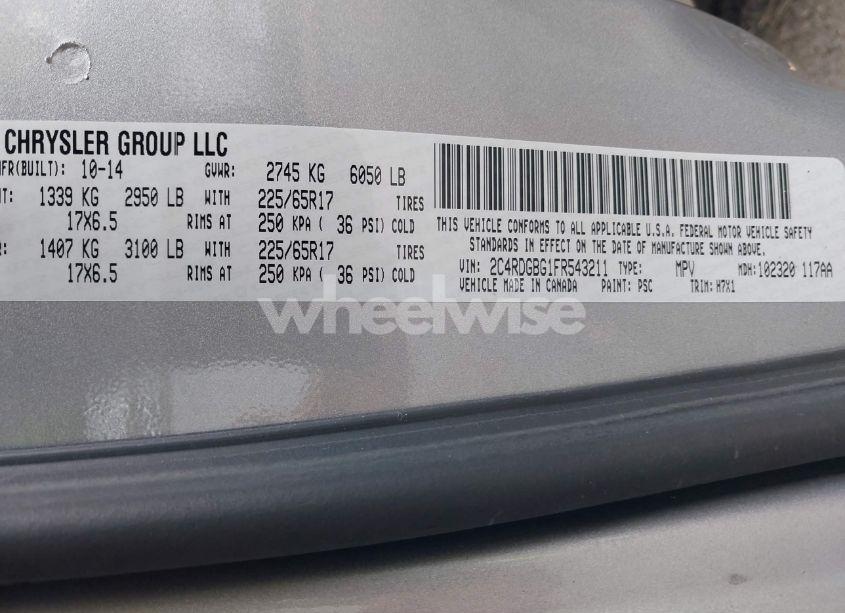 CHRYSLER GROUP LLC
MFR(BUILT): 10-14 GVWR: 2745 KG 6050 LB
1339 KG 2950 LB WITH 225/65R17 TIRES
17X6.5 RIMS AT 250 KPA ( 36 PSI) COLD
1407 KG 3100 LB WITH 225/65R17 TIRES
17X6.5 RIMS AT 250 KPA ( 36 PSI) COLD
THIS VEHICLE CONFORMS TO ALL APPLICABLE U.S.A. FEDERAL MOTOR VEHICLE SAFETY
STANDARDS IN EFFECT ON THE DATE OF MANUFACTURE SHOWN ABOVE.
VIN: 2C4RDGBG1FR543211 TYPE: MPV MDH:102320 117AA
VEHICLE MADE IN CANADA PAINT: PSC TRIM: H7X1
wheelwise